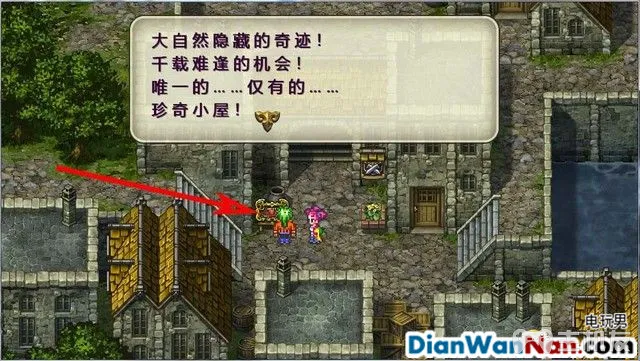 大自然隐藏的奇迹！
千载难逢的机会！
唯一的……仅有的……
珍奇小屋！
电玩男
DianWanNan.com